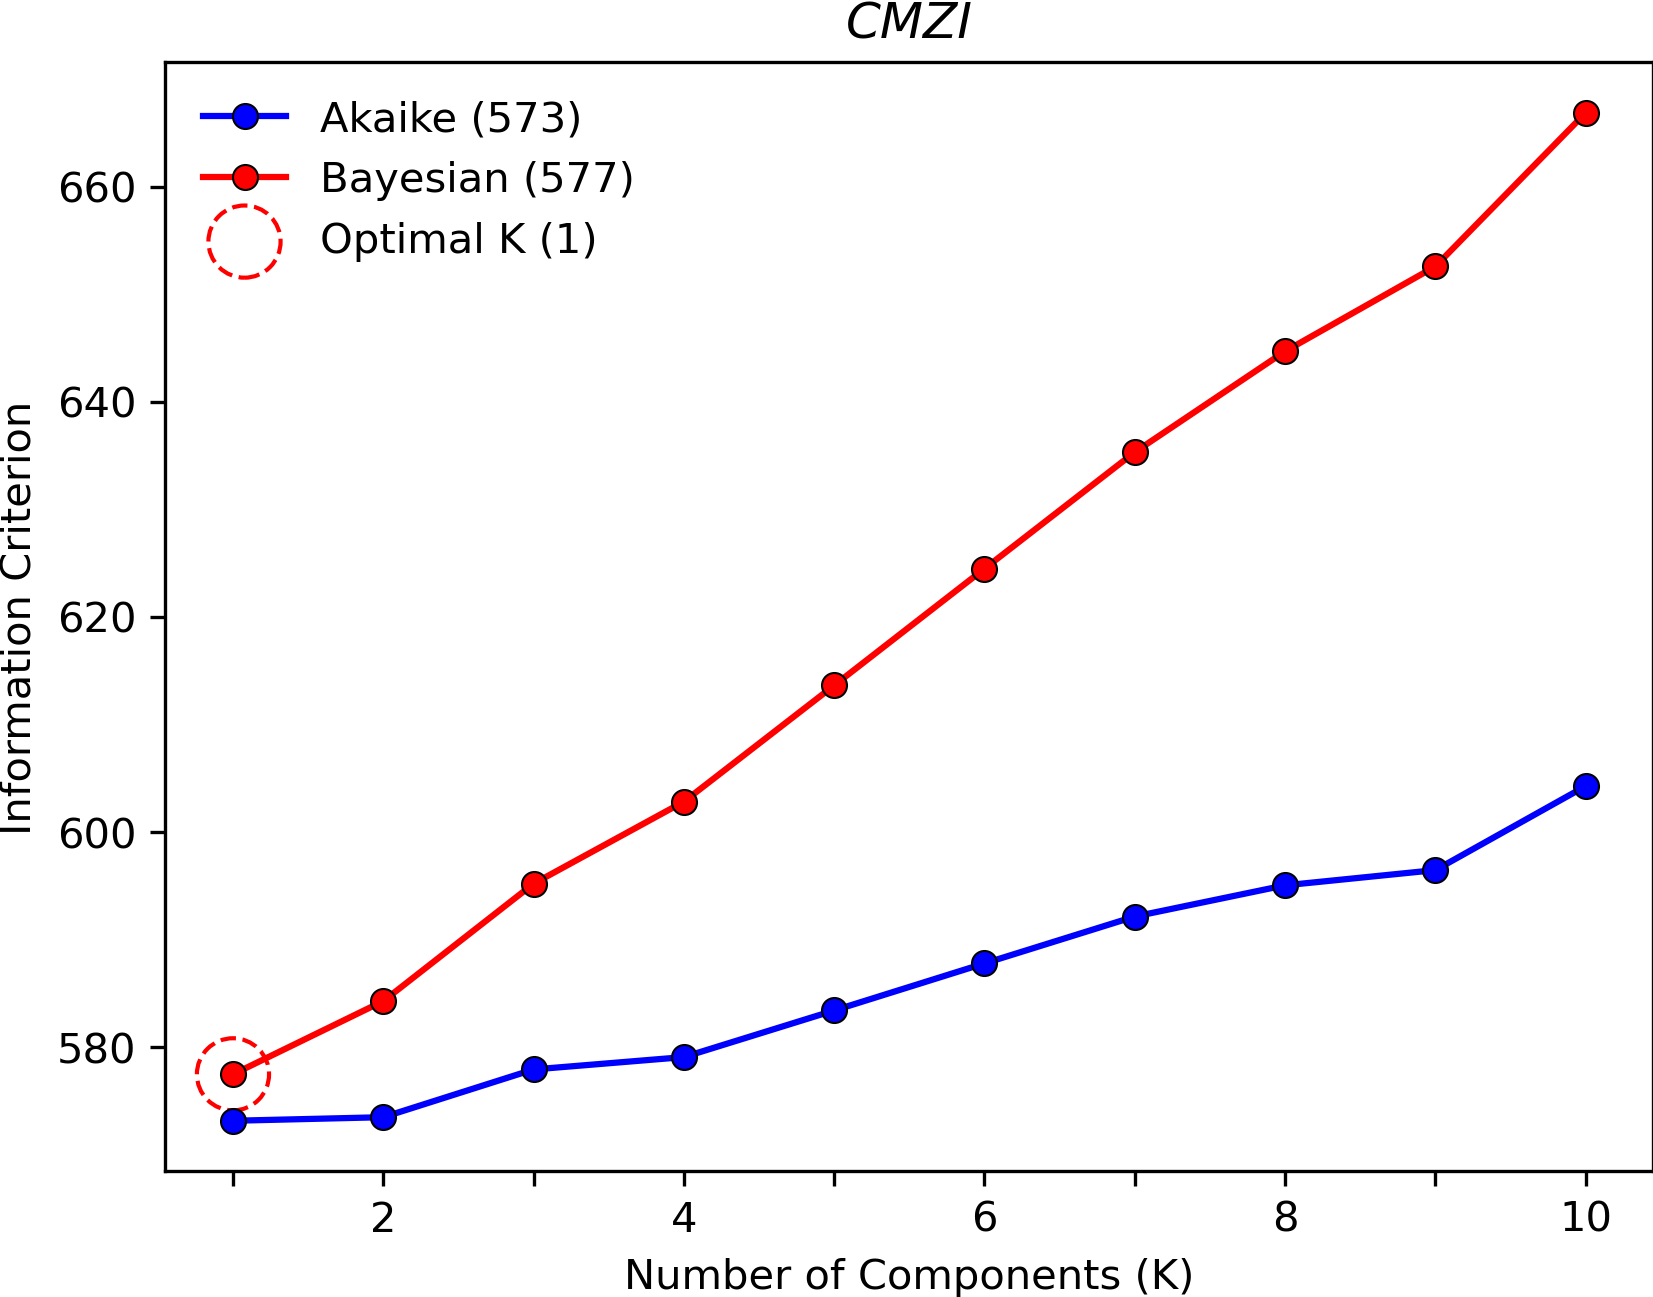 CMZI
Akaike (573)
Bayesian (577)
Optimal K (1)
660
640
620
600
580
Information Criterion
2 4 6 8 10
Number of Components (K)